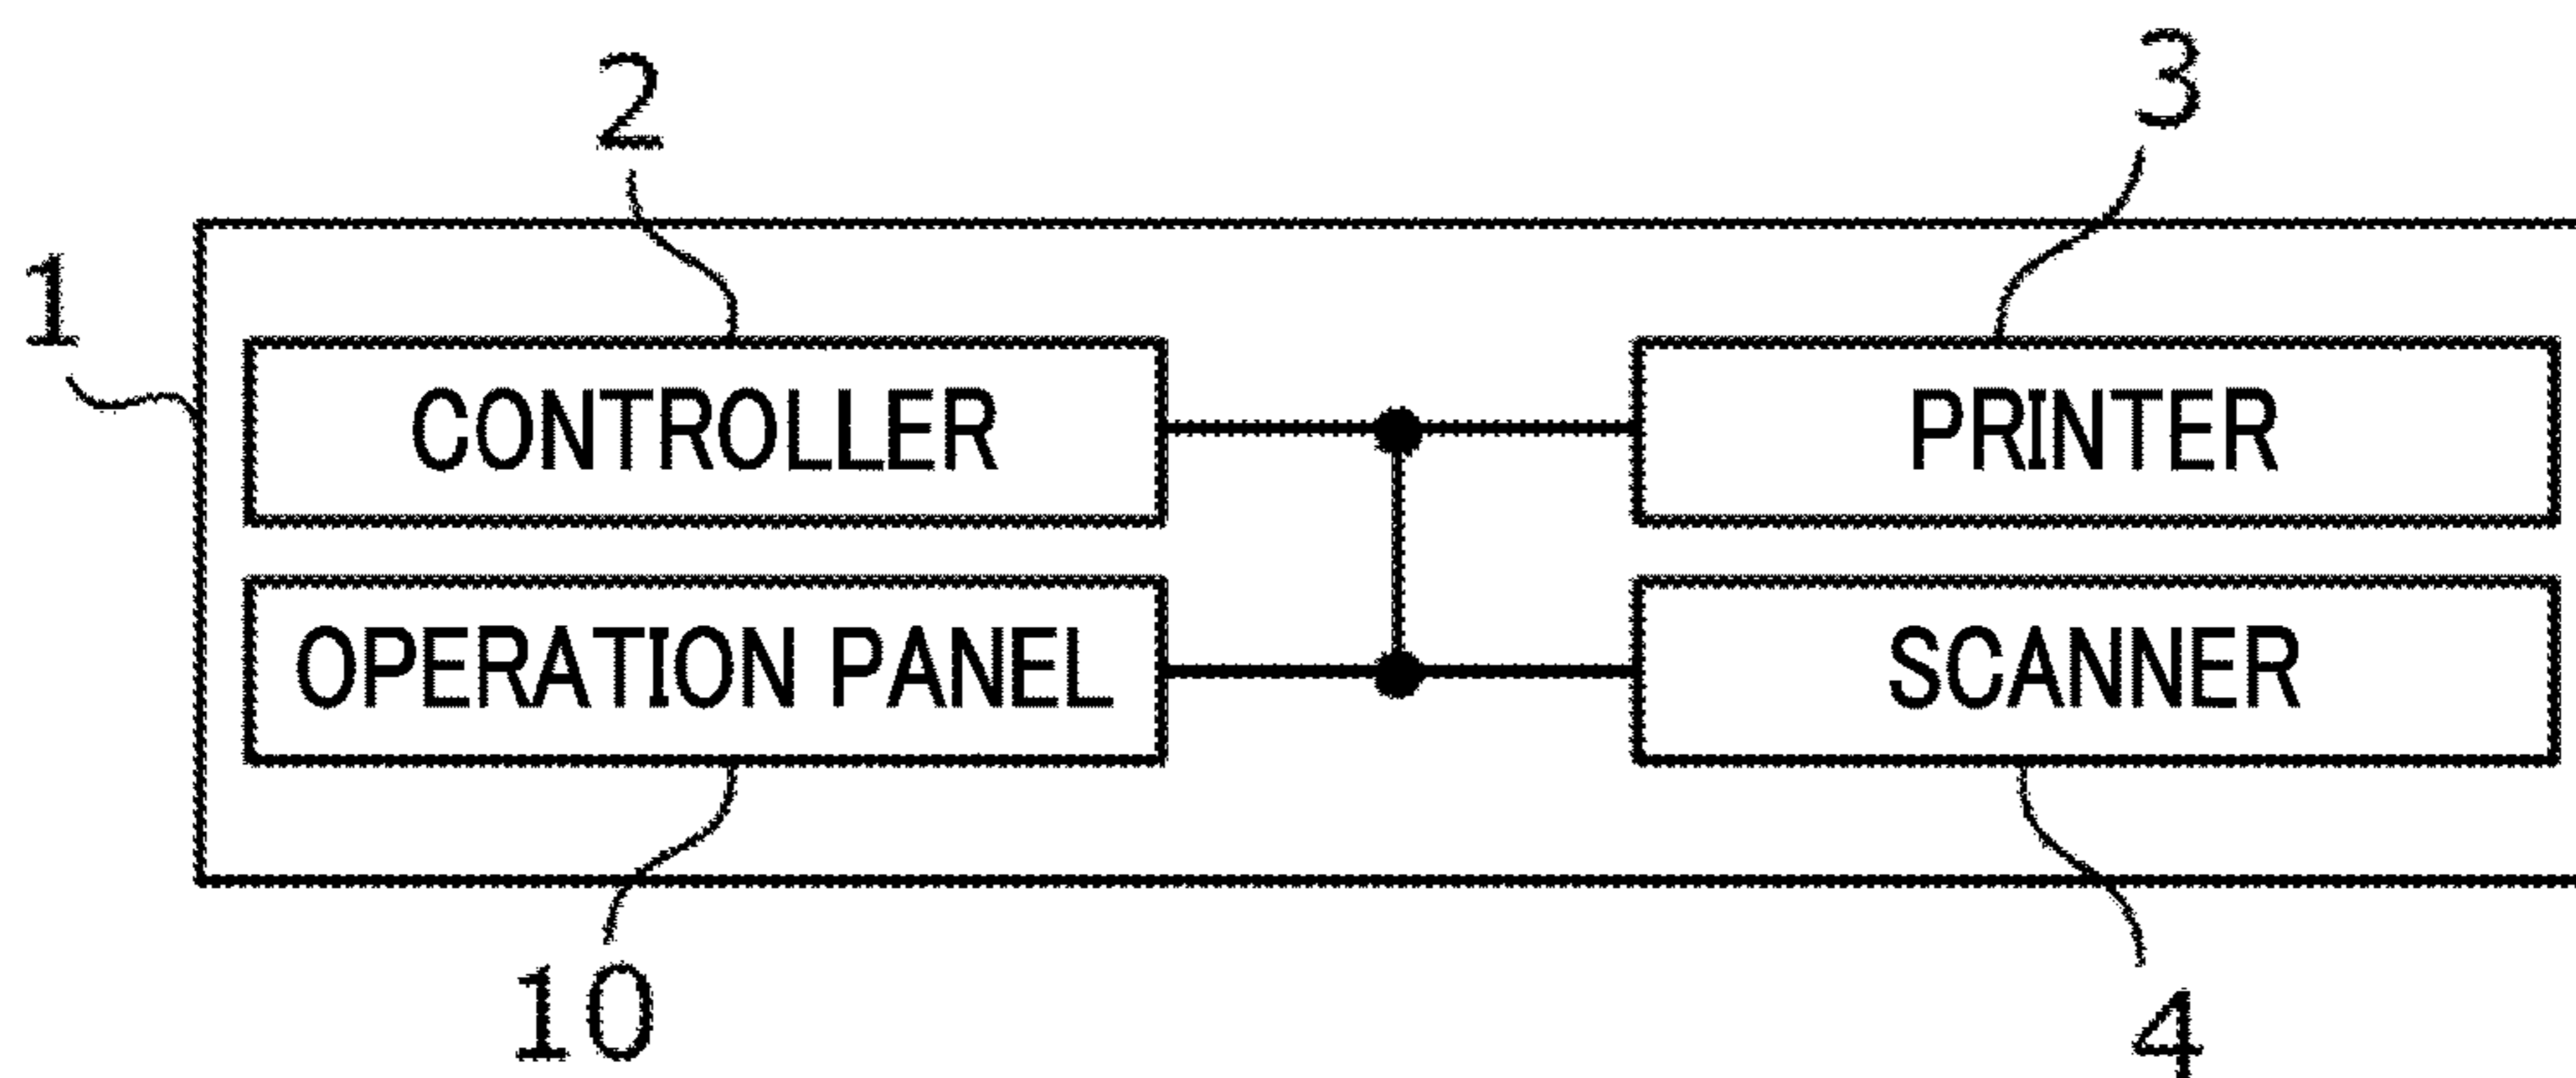 2
3
1
CONTROLLER
PRINTER
OPERATION PANEL
SCANNER
10
4